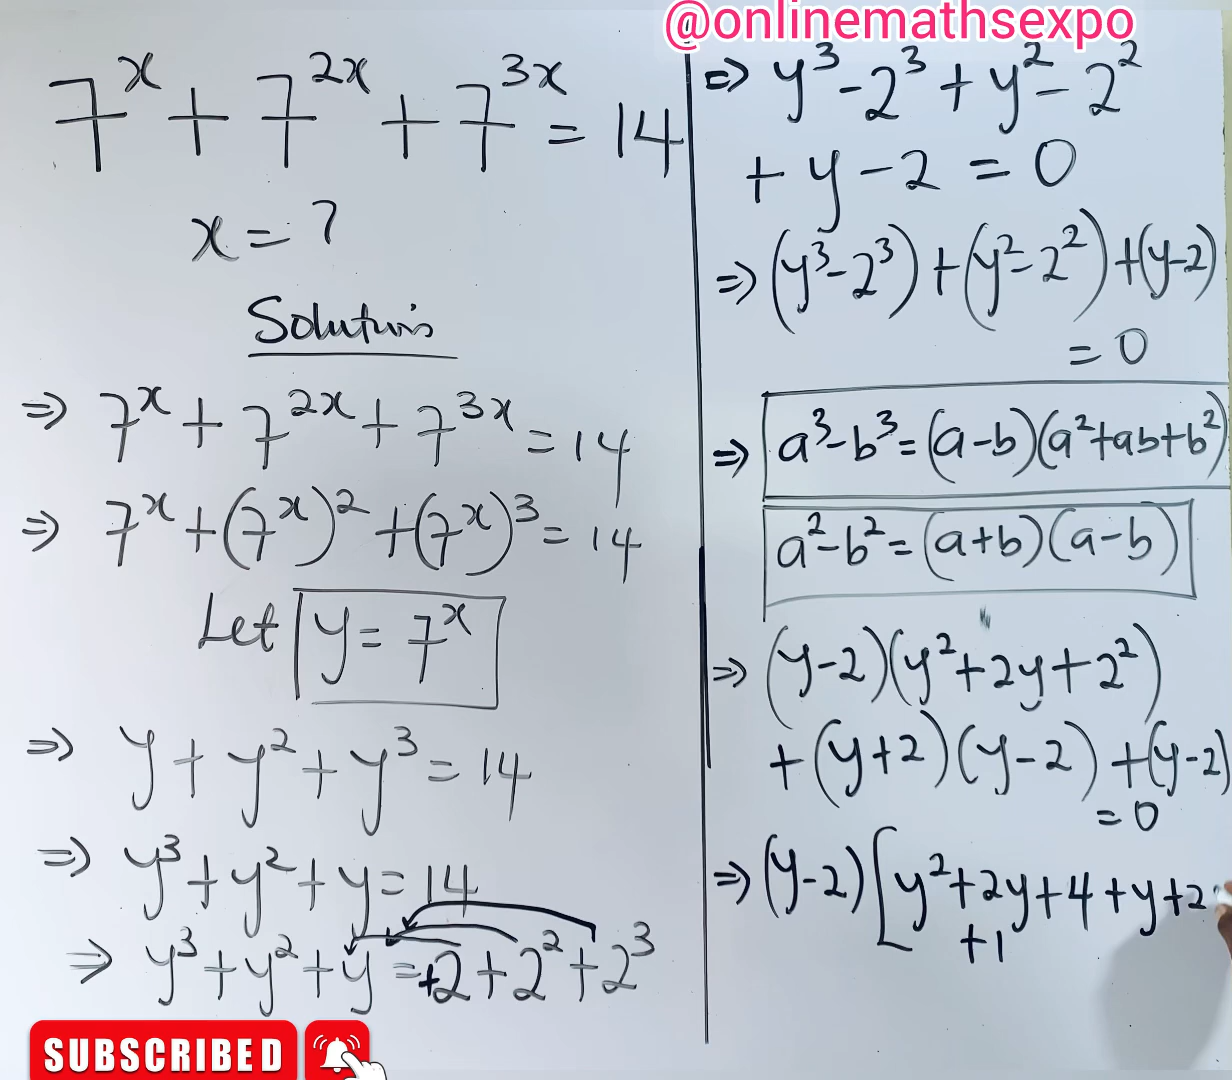 @onlinemathsexpo
7^x + 7^{2x} + 7^{3x} = 14
x = ?
Solution's
⇒ 7^x + 7^{2x} + 7^{3x} = 14
⇒ 7^x + (7^x)^2 + (7^x)^3 = 14
Let y = 7^x
⇒ y + y^2 + y^3 = 14
⇒ y^3 + y^2 + y = 14
⇒ y^3 + y^2 + y = +2 + 2^2 + 2^3
⇒ y^3 - 2^3 + y^2 - 2^2
+ y - 2 = 0
⇒ (y^3 - 2^3) + (y^2 - 2^2) + (y-2)
= 0
⇒ a^3 - b^3 = (a-b)(a^2+ab+b^2)
a^2 - b^2 = (a+b)(a-b)
⇒ (y-2)(y^2 + 2y + 2^2)
+ (y+2)(y-2) + (y-2)
= 0
⇒ (y-2)[y^2 + 2y + 4 + y + 2
+1
SUBSCRIBED